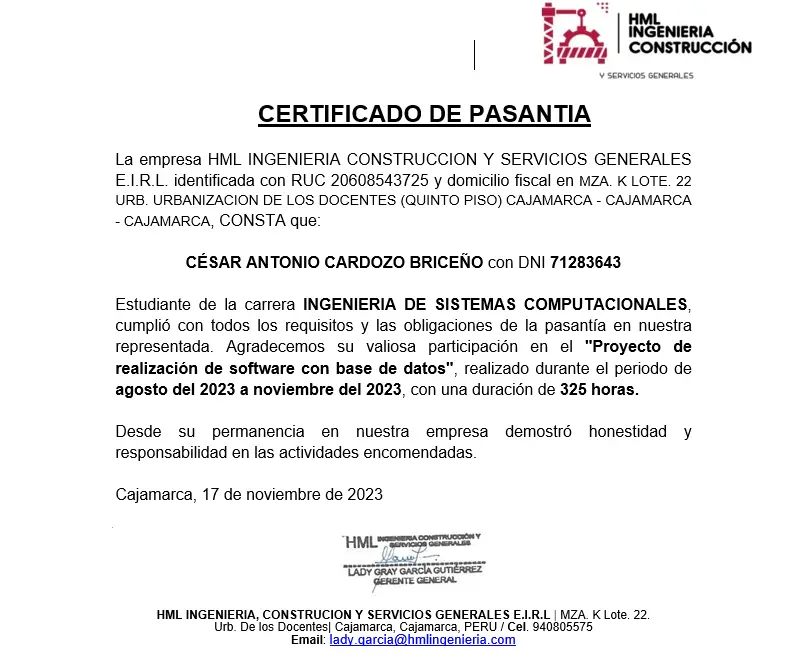 HML
INGENIERIA
CONSTRUCCIÓN
Y SERVICIOS GENERALES
CERTIFICADO DE PASANTIA
La empresa HML INGENIERIA CONSTRUCCION Y SERVICIOS GENERALES
E.I.R.L. identificada con RUC 20608543725 y domicilio fiscal en MZA. K LOTE. 22
URB. URBANIZACION DE LOS DOCENTES (QUINTO PISO) CAJAMARCA - CAJAMARCA
- CAJAMARCA, CONSTA que:
CÉSAR ANTONIO CARDOZO BRICEÑO con DNI 71283643
Estudiante de la carrera INGENIERIA DE SISTEMAS COMPUTACIONALES,
cumplió con todos los requisitos y las obligaciones de la pasantía en nuestra
representada. Agradecemos su valiosa participación en el "Proyecto de
realización de software con base de datos", realizado durante el periodo de
agosto del 2023 a noviembre del 2023, con una duración de 325 horas.
Desde su permanencia en nuestra empresa demostró honestidad y
responsabilidad en las actividades encomendadas.
Cajamarca, 17 de noviembre de 2023
HML INGENIERIA CONSTRUCCIÓN Y
SERVICIOS GENERALES
LADY GRAY GARCÍA GUTIÉRREZ
GERENTE GENERAL
HML INGENIERIA, CONSTRUCION Y SERVICIOS GENERALES E.I.R.L | MZA. K Lote. 22.
Urb. De los Docentes| Cajamarca, Cajamarca, PERU / Cel. 940805575
Email: lady.garcia@hmlingenieria.com